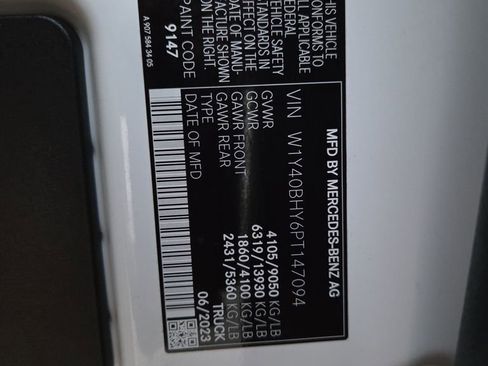 MFD BY MERCEDES-BENZ AG
VIN W1Y40BHY6PT147094
GVWR 4105/9050 KG/LB
GCWR 6319/13930 KG/LB
GAWR FRONT 1860/4100 KG/LB
GAWR REAR 2431/5360 KG/LB
TYPE TRUCK
DATE OF MFD 06/2023
THIS VEHICLE
CONFORMS TO
ALL APPLICABLE
FEDERAL
VEHICLE SAFETY
STANDARDS IN
EFFECT ON THE
DATE OF MANU-
FACTURE SHOWN
ON THE RIGHT.
PAINT CODE
9147
A 907 584 34 05